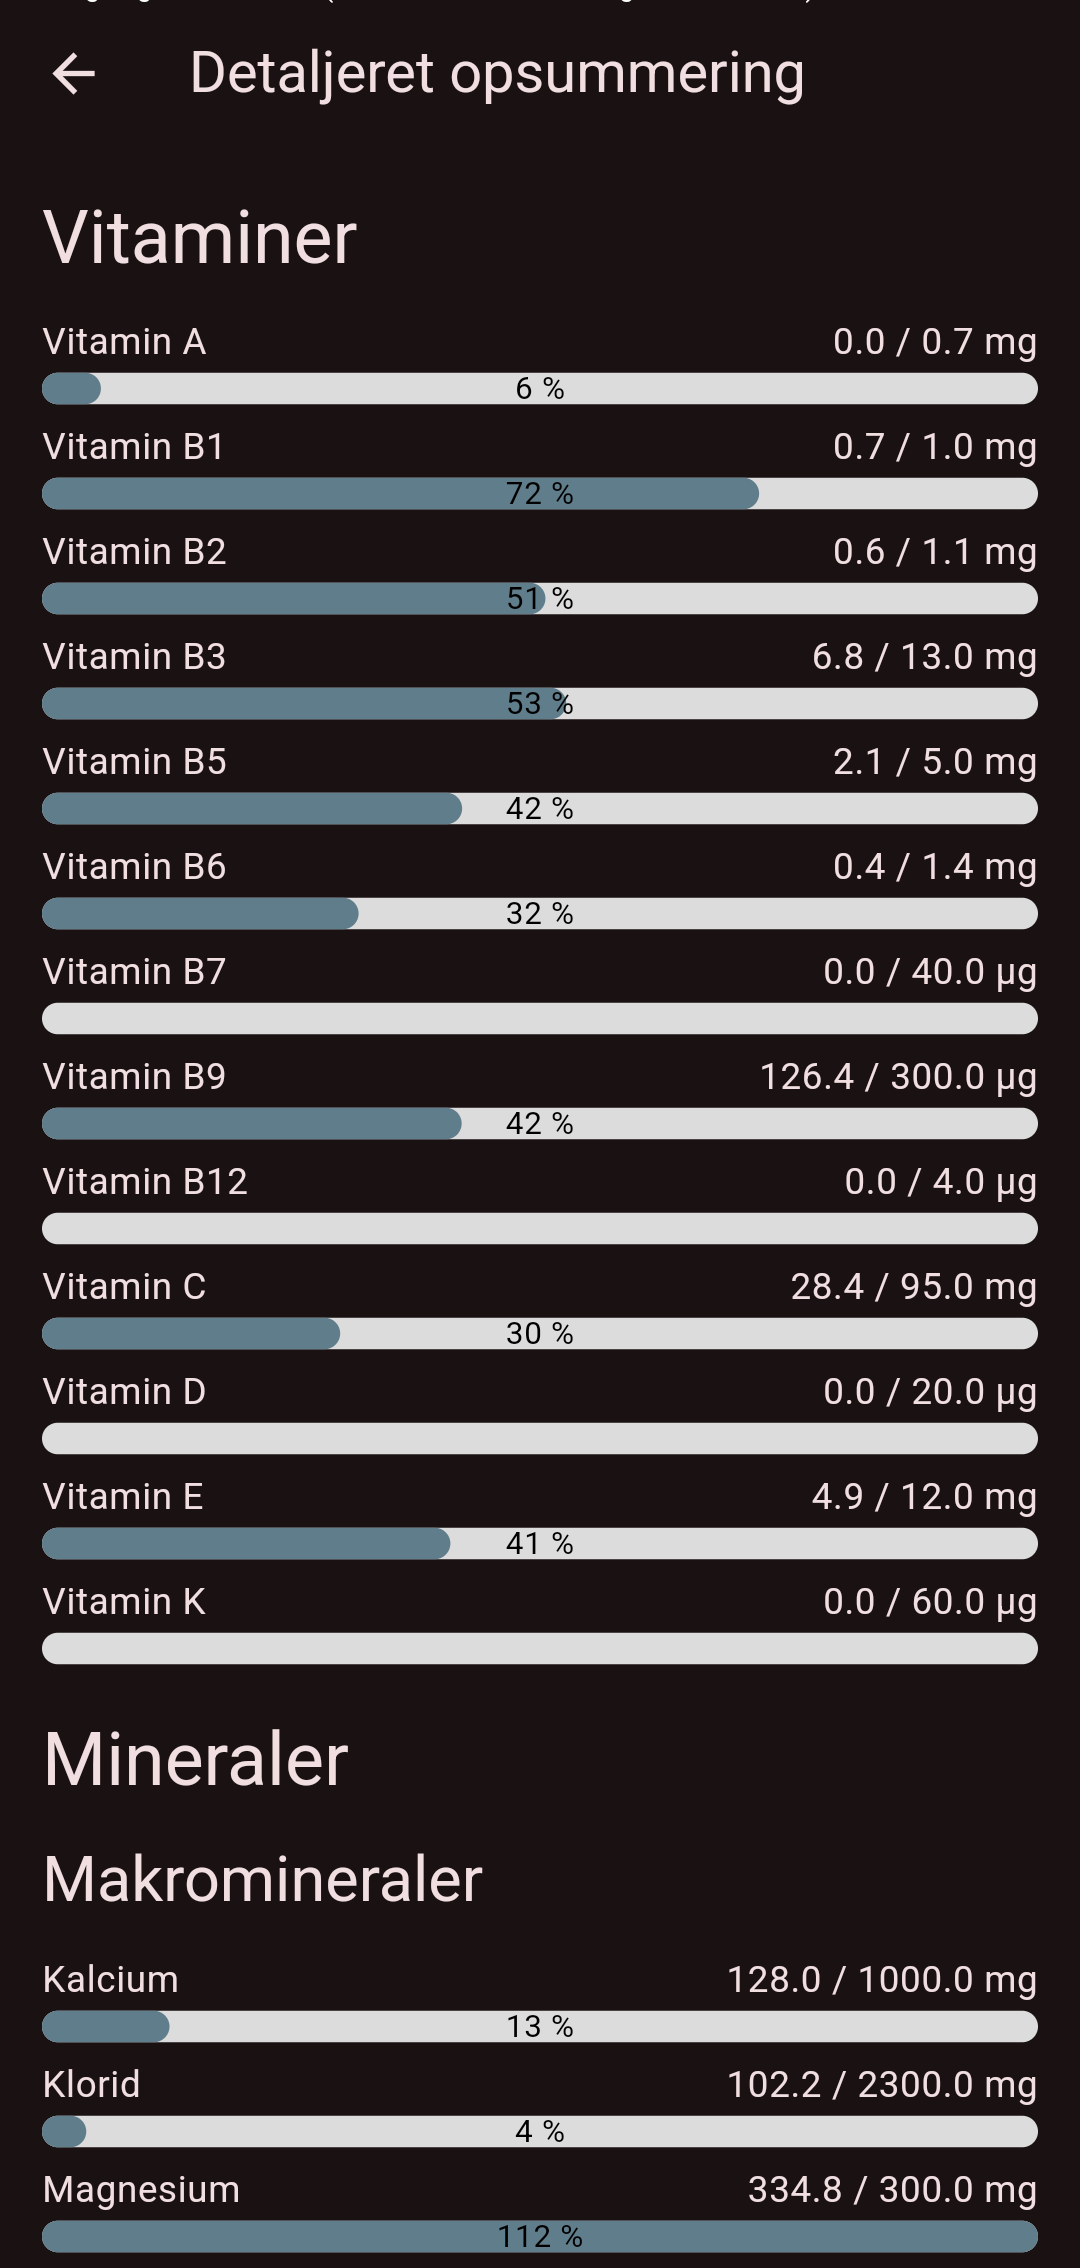 Detaljeret opsummering
Vitaminer
Vitamin A 0.0 / 0.7 mg
6 %
Vitamin B1 0.7 / 1.0 mg
72 %
Vitamin B2 0.6 / 1.1 mg
51 %
Vitamin B3 6.8 / 13.0 mg
53 %
Vitamin B5 2.1 / 5.0 mg
42 %
Vitamin B6 0.4 / 1.4 mg
32 %
Vitamin B7 0.0 / 40.0 µg
Vitamin B9 126.4 / 300.0 µg
42 %
Vitamin B12 0.0 / 4.0 µg
Vitamin C 28.4 / 95.0 mg
30 %
Vitamin D 0.0 / 20.0 µg
Vitamin E 4.9 / 12.0 mg
41 %
Vitamin K 0.0 / 60.0 µg
Mineraler
Makromineraler
Kalcium 128.0 / 1000.0 mg
13 %
Klorid 102.2 / 2300.0 mg
4 %
Magnesium 334.8 / 300.0 mg
112 %